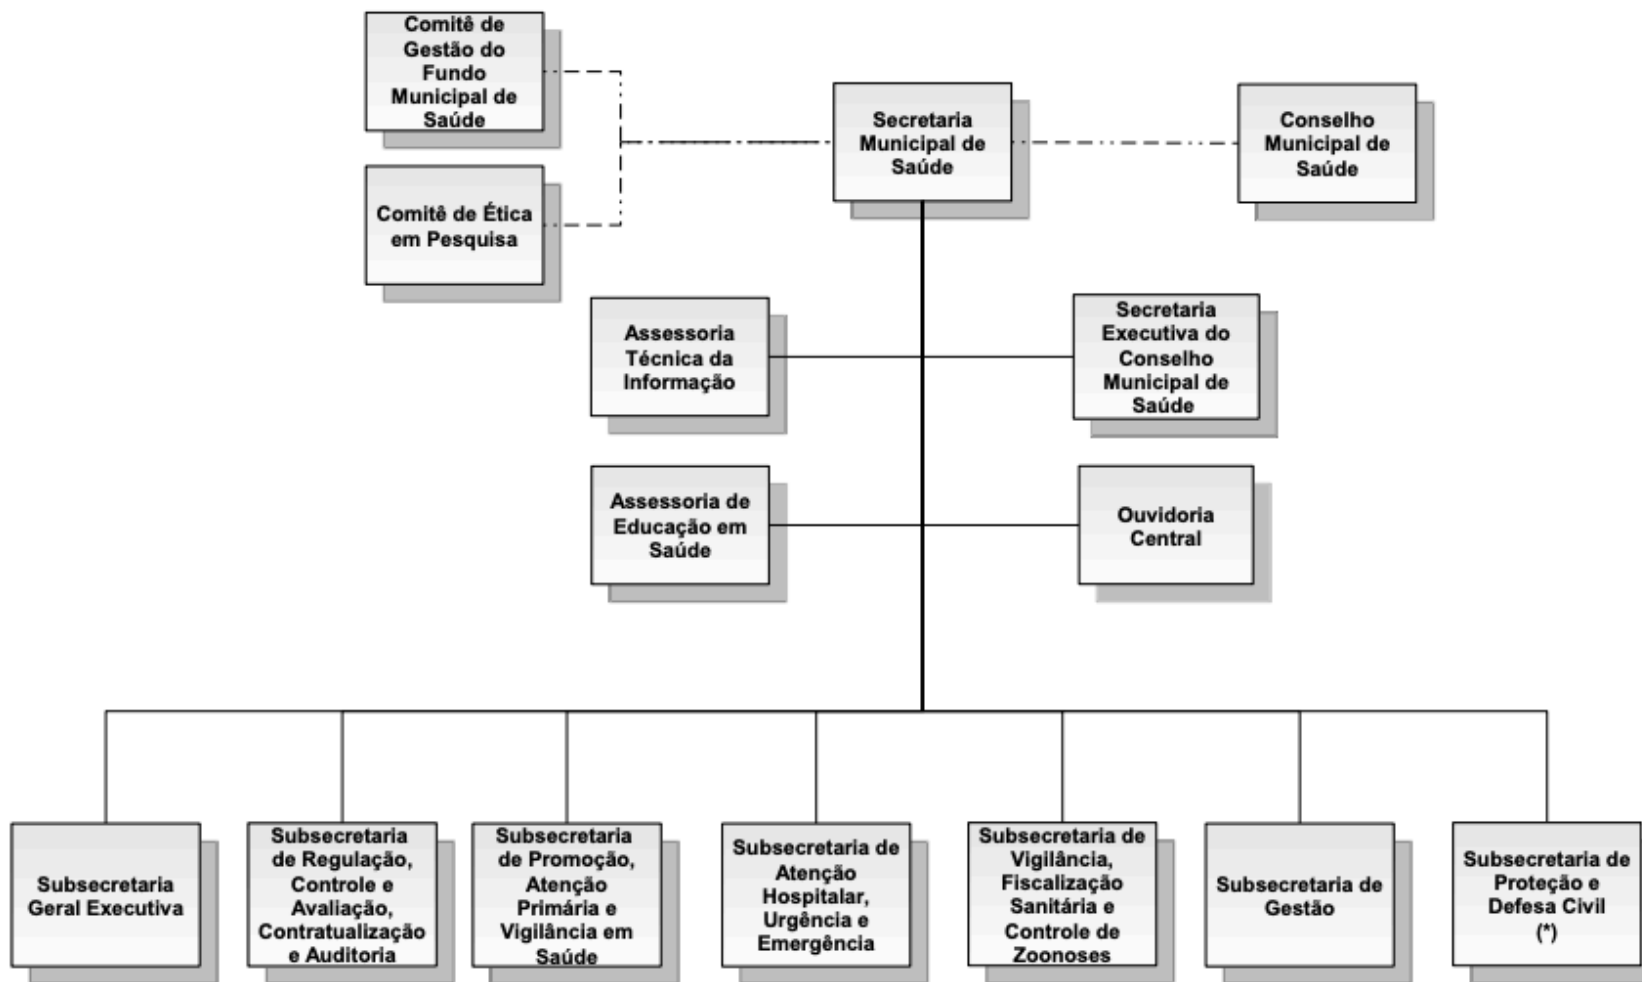 Comitê de
Gestão do
Fundo
Municipal de
Saúde
Secretaria
Municipal de
Saúde
Conselho
Municipal de
Saúde
Comitê de Ética
em Pesquisa
Assessoria
Técnica da
Informação
Secretaria
Executiva do
Conselho
Municipal de
Saúde
Assessoria de
Educação em
Saúde
Ouvidoria
Central
Subsecretaria
Geral Executiva
Subsecretaria
de Regulação,
Controle e
Avaliação,
Contratualização
e Auditoria
Subsecretaria
de Promoção,
Atenção
Primária e
Vigilância em
Saúde
Subsecretaria de
Atenção
Hospitalar,
Urgência e
Emergência
Subsecretaria de
Vigilância,
Fiscalização
Sanitária e
Controle de
Zoonoses
Subsecretaria de
Gestão
Subsecretaria de
Proteção e
Defesa Civil
(*)